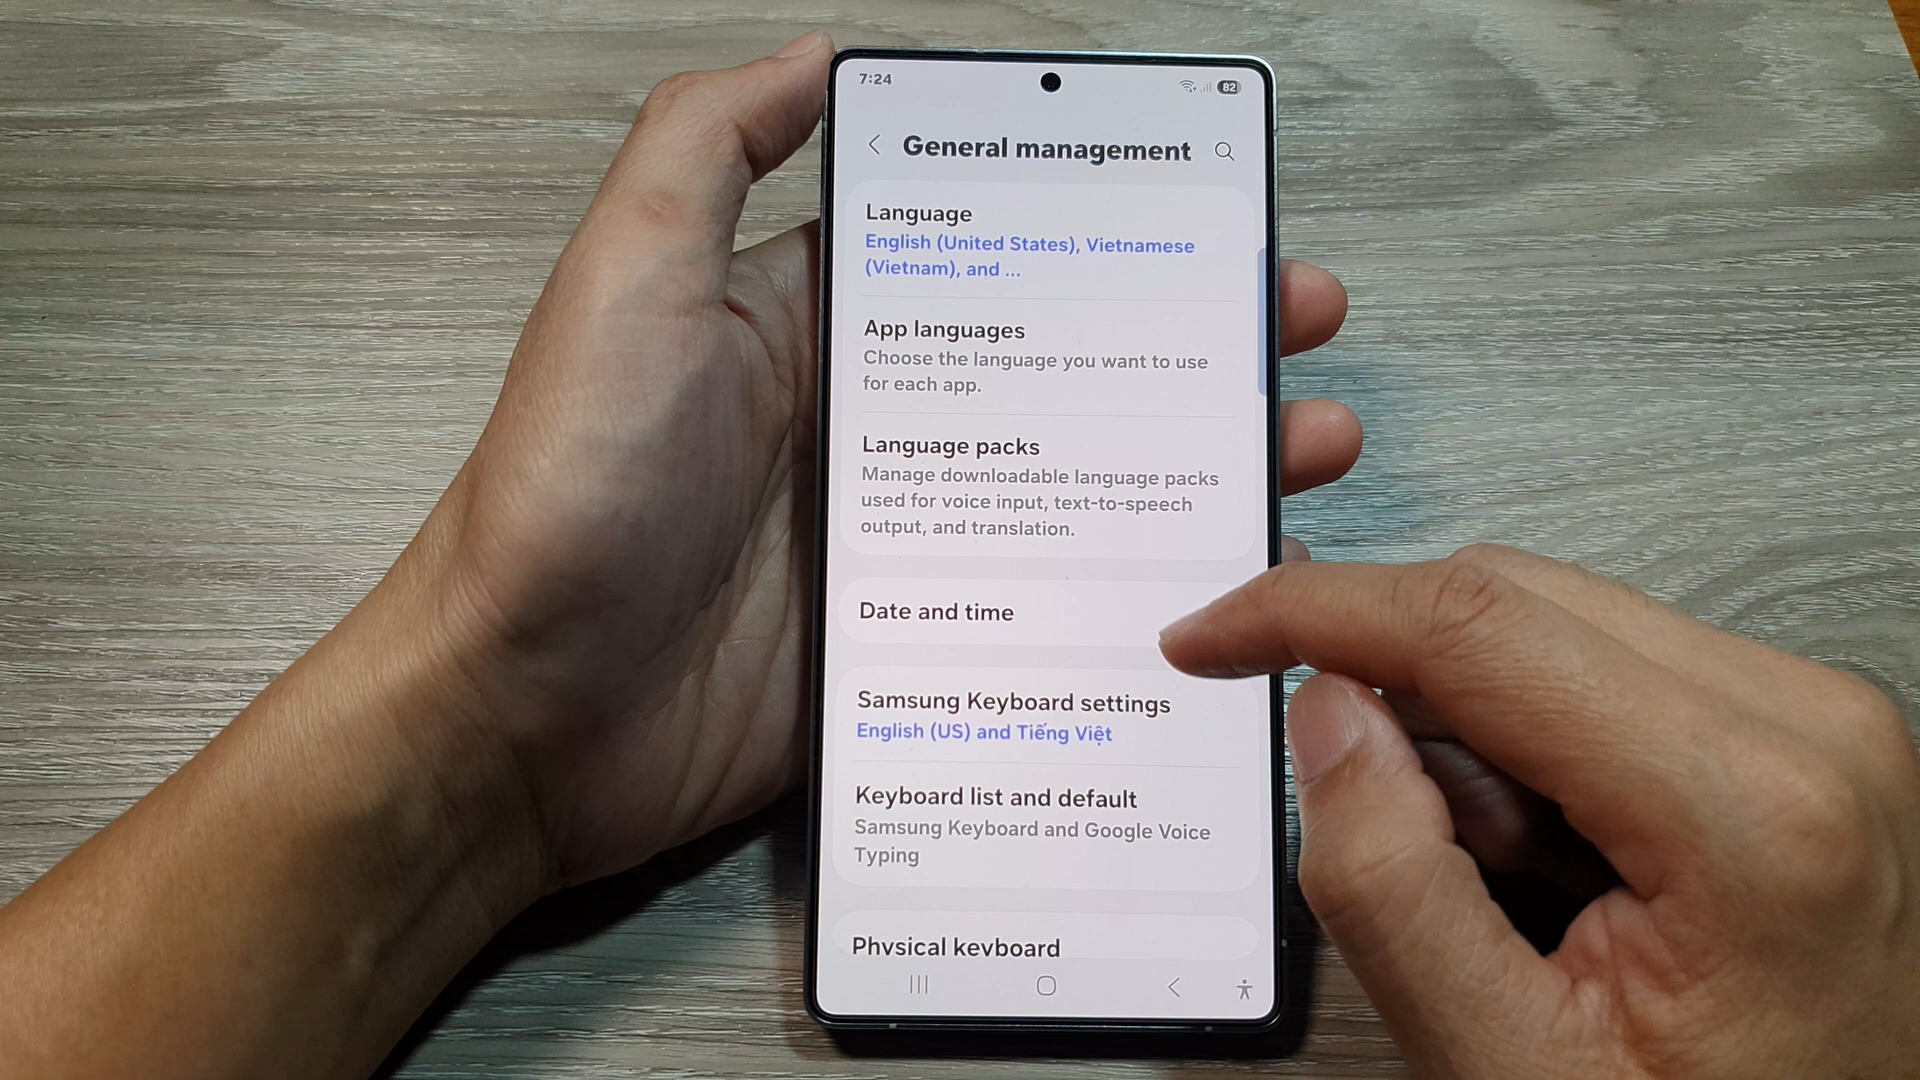 7:24
82
General management
Language
English (United States), Vietnamese
(Vietnam), and ...
App languages
Choose the language you want to use
for each app.
Language packs
Manage downloadable language packs
used for voice input, text-to-speech
output, and translation.
Date and time
Samsung Keyboard settings
English (US) and Tiếng Việt
Keyboard list and default
Samsung Keyboard and Google Voice
Typing
Physical keyboard